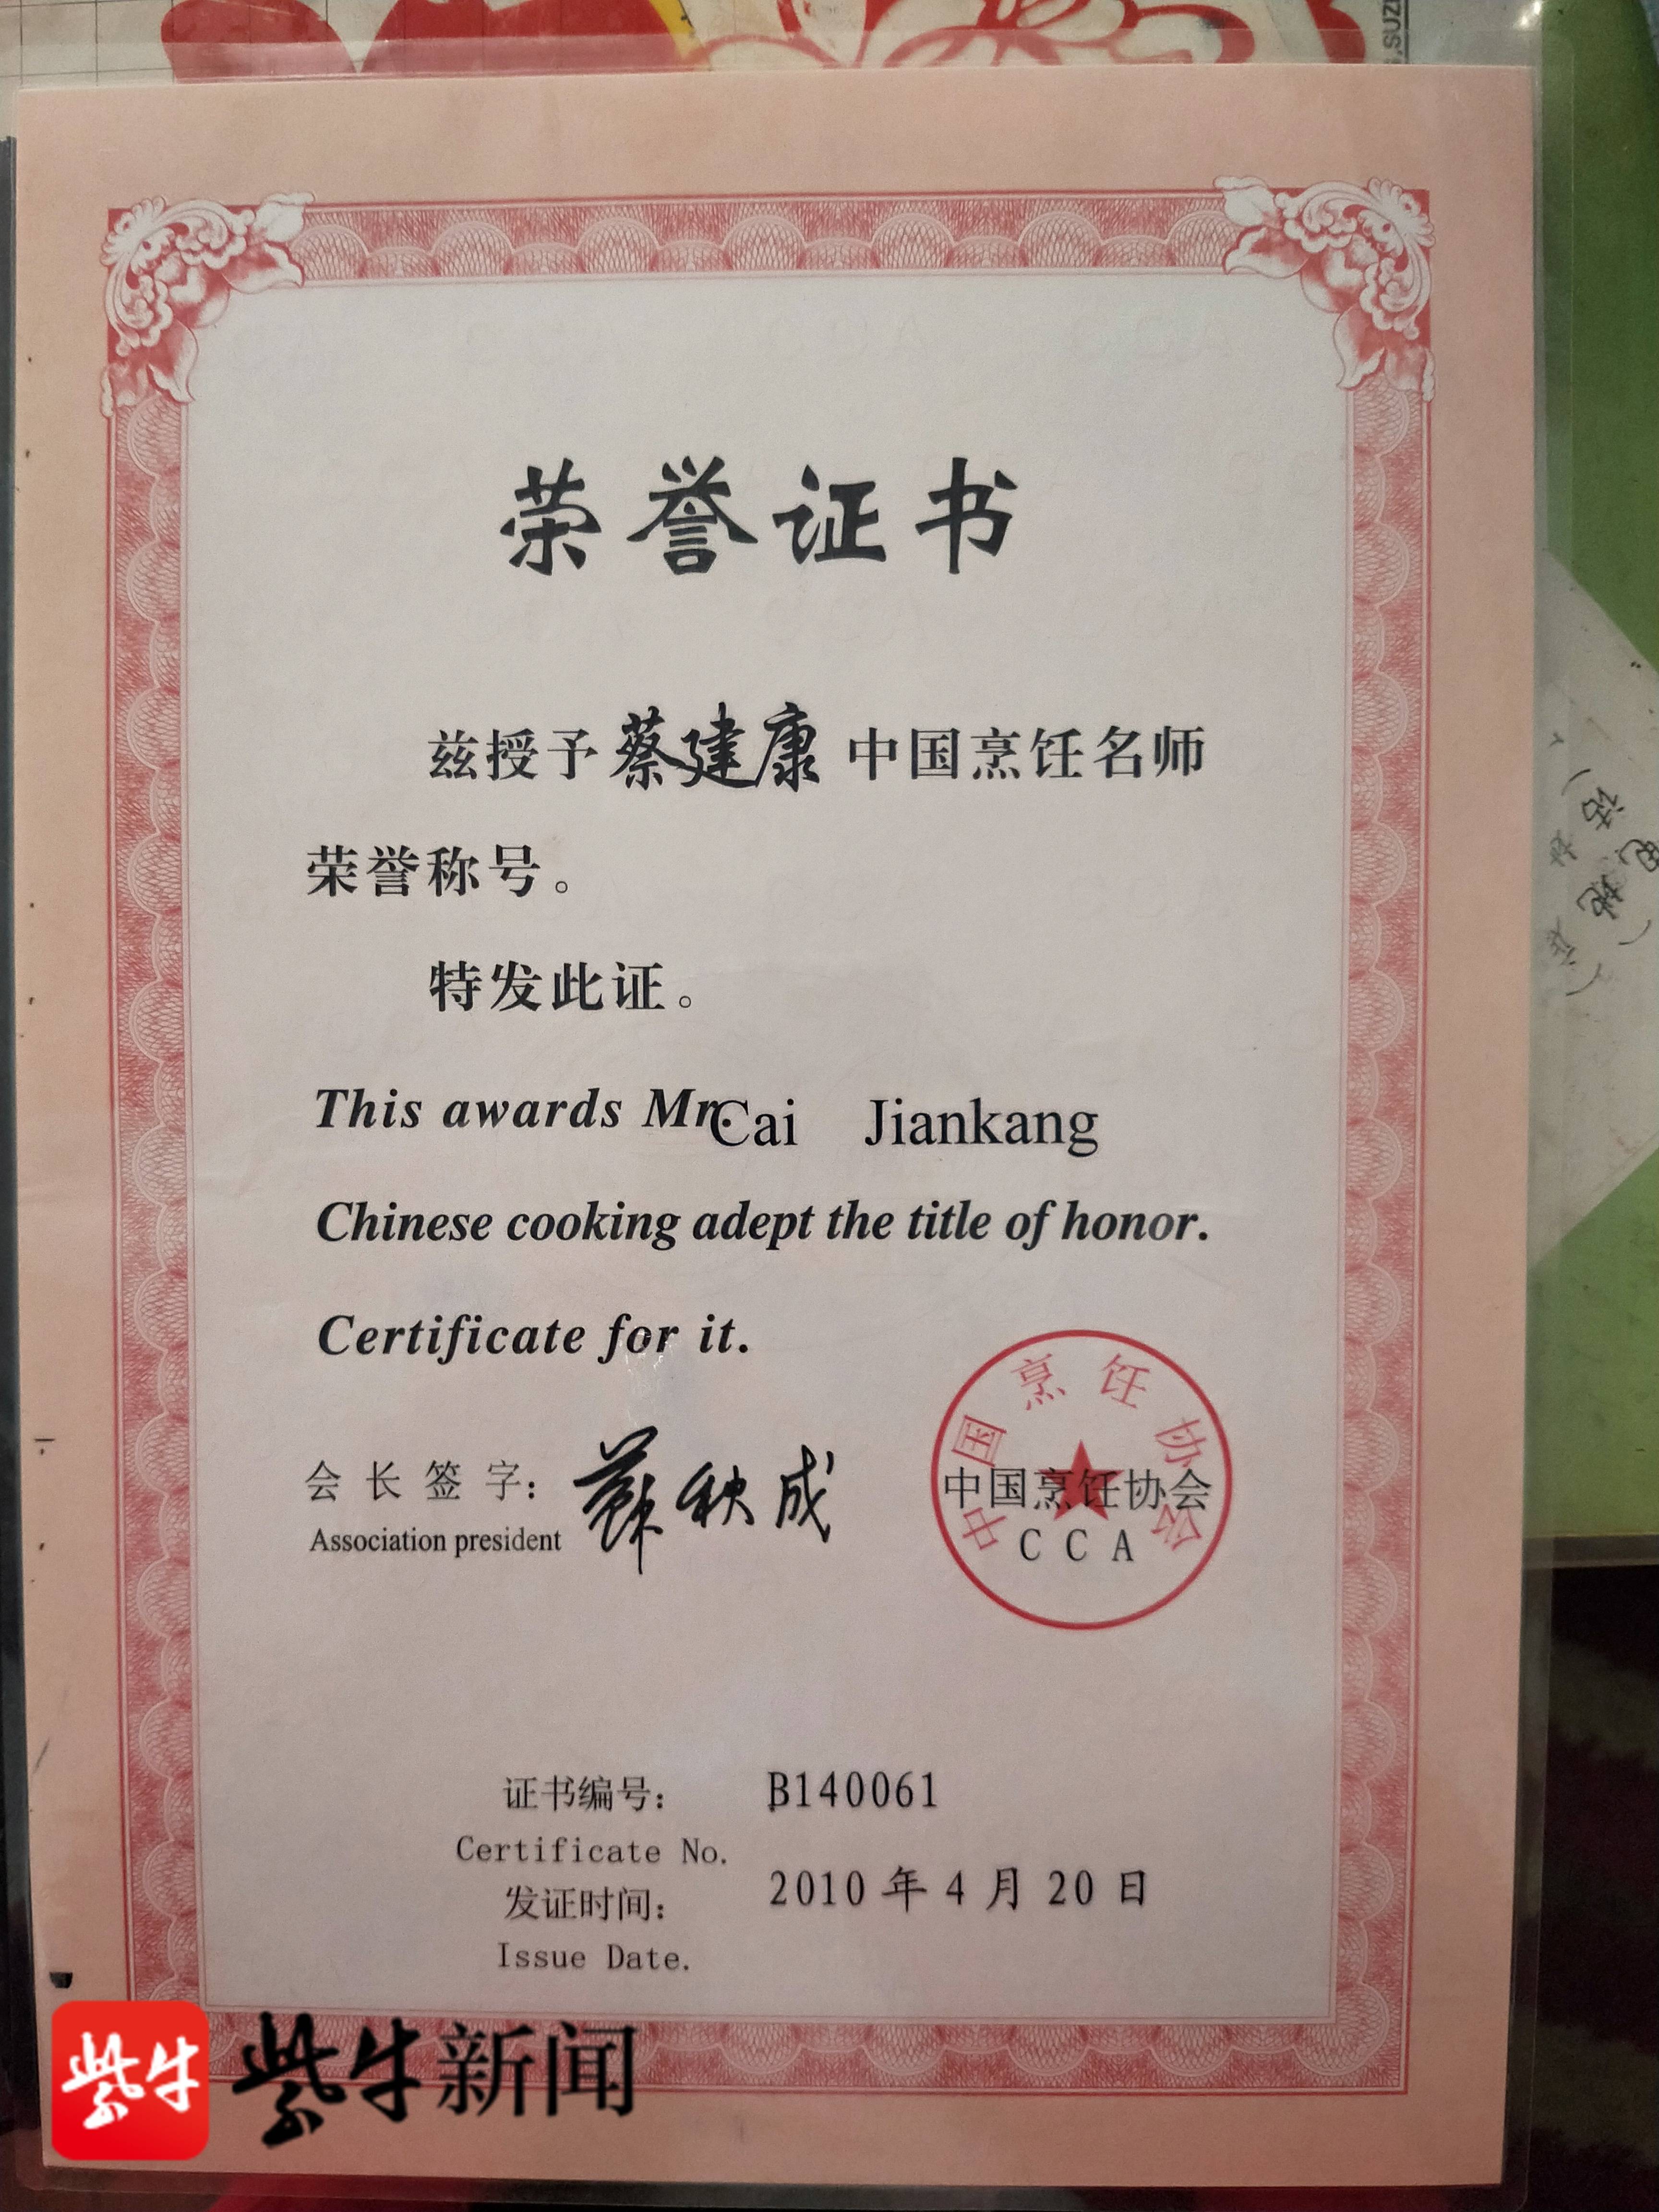 SUZ
荣誉证书
兹授予 蔡建康 中国烹饪名师
荣誉称号。
特发此证。
This awards Mr. Cai Jiankang
Chinese cooking adept the title of honor.
Certificate for it.
会长签字：蘇秋成
Association president
中国烹饪协会
中国烹饪协会
CCA
证书编号： B140061
Certificate No.
发证时间： 2010年4月20日
Issue Date.
紫牛 紫牛新闻